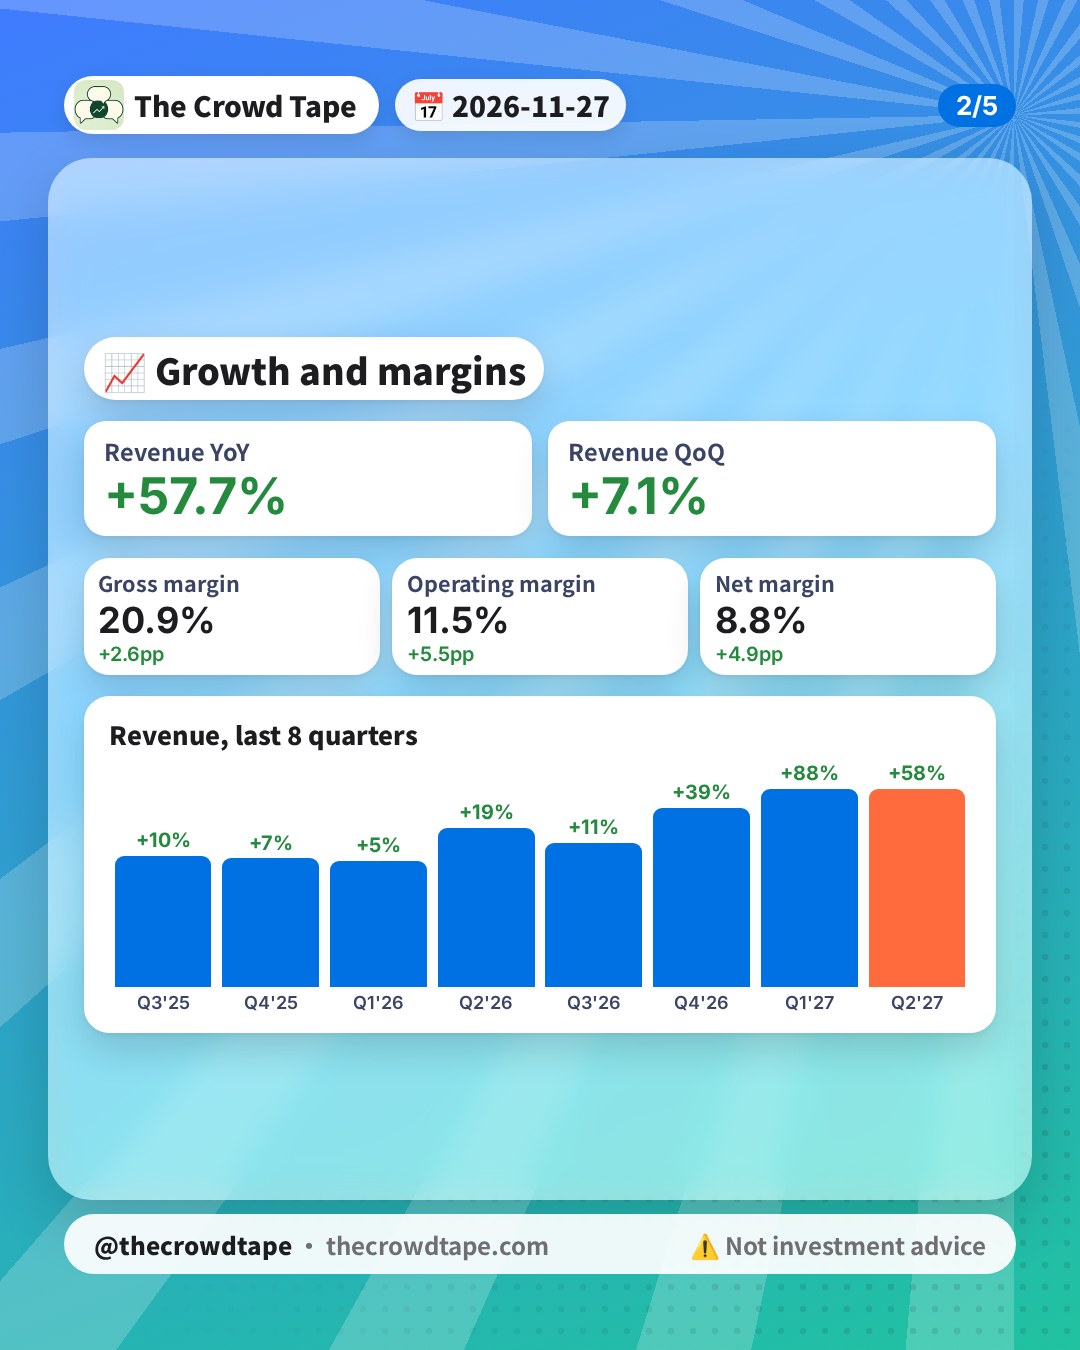 The Crowd Tape
2026-11-27
2/5
Growth and margins
Revenue YoY
+57.7%
Revenue QoQ
+7.1%
Gross margin
20.9%
+2.6pp
Operating margin
11.5%
+5.5pp
Net margin
8.8%
+4.9pp
Revenue, last 8 quarters
+10%
+7%
+5%
+19%
+11%
+39%
+88%
+58%
Q3'25
Q4'25
Q1'26
Q2'26
Q3'26
Q4'26
Q1'27
Q2'27
@thecrowdtape • thecrowdtape.com
Not investment advice